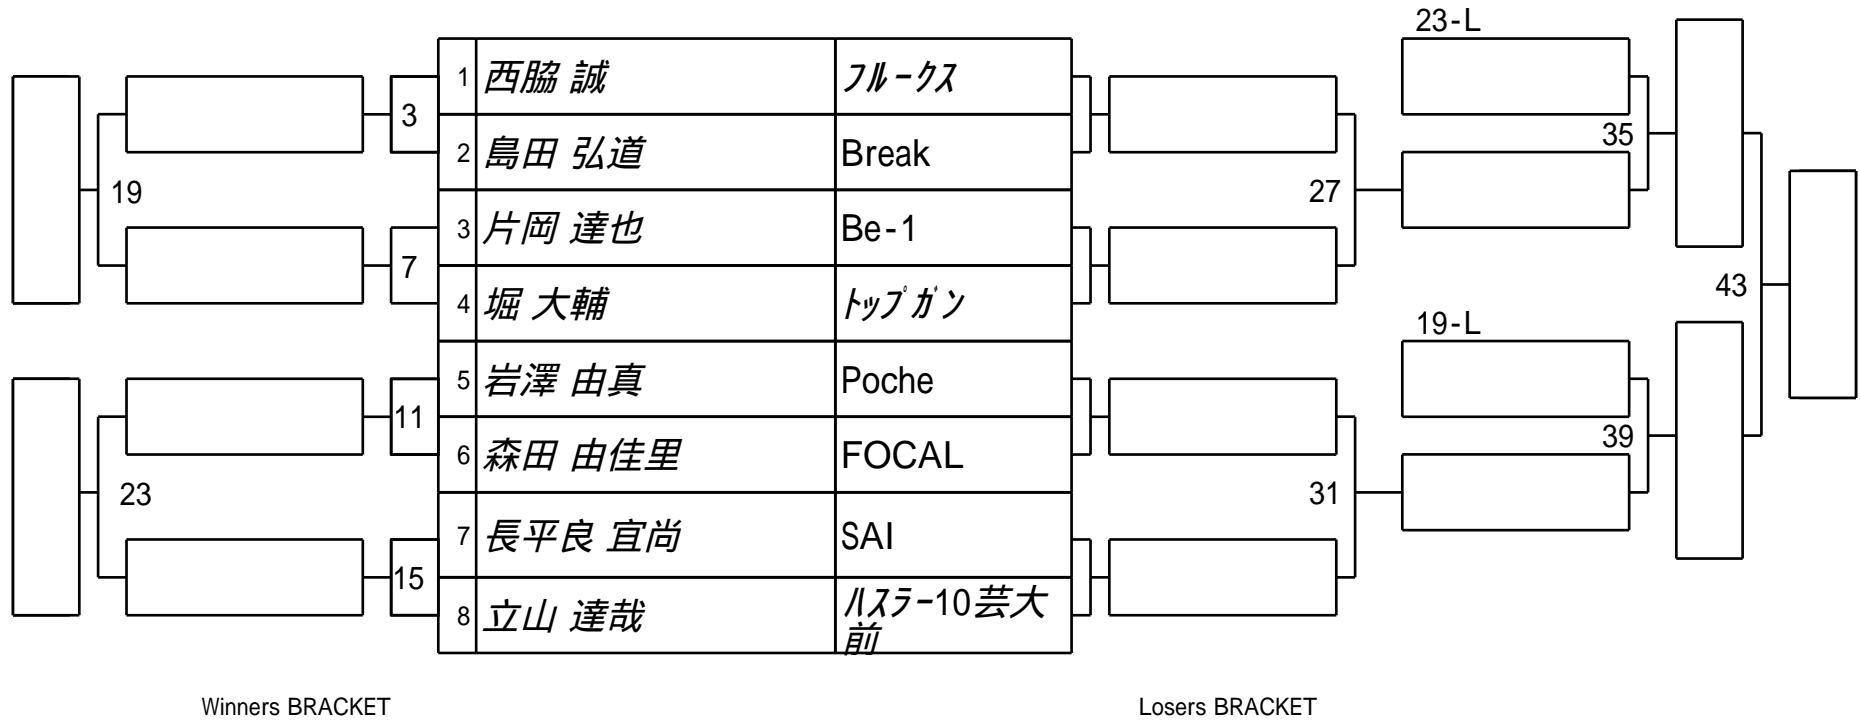 23-L
1 西脇 誠 フルークス
3
2 島田 弘道 Break
35
19
27
3 片岡 達也 Be-1
7
4 堀 大輔 トップガン
43
19-L
5 岩澤 由真 Poche
11
6 森田 由佳里 FOCAL
39
23
31
7 長平良 宜尚 SAI
15
8 立山 達哉 ハスラー10芸大
前
Winners BRACKET Losers BRACKET